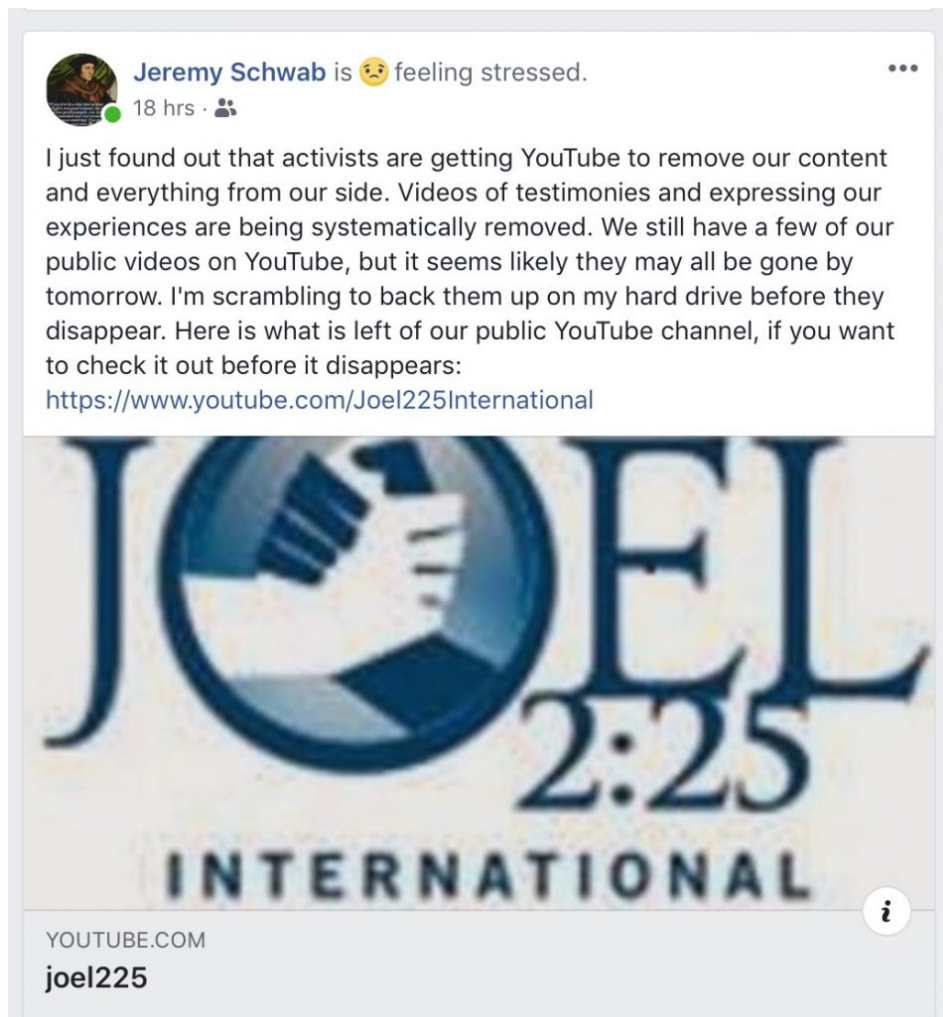 Jeremy Schwab is 😟 feeling stressed.
18 hrs ·
I just found out that activists are getting YouTube to remove our content
and everything from our side. Videos of testimonies and expressing our
experiences are being systematically removed. We still have a few of our
public videos on YouTube, but it seems likely they may all be gone by
tomorrow. I'm scrambling to back them up on my hard drive before they
disappear. Here is what is left of our public YouTube channel, if you want
to check it out before it disappears:
https://www.youtube.com/Joel225International
JOEL
2:25
INTERNATIONAL
i
YOUTUBE.COM
joel225